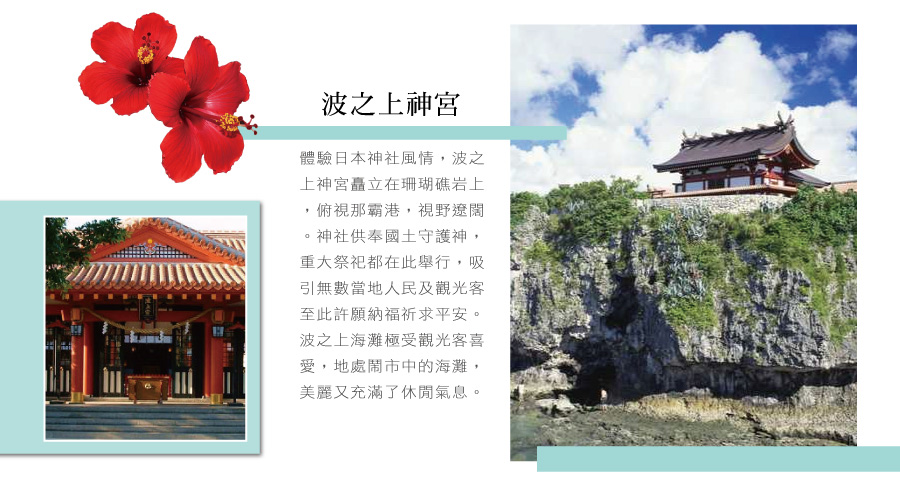 波之上神宮
體驗日本神社風情，波之
上神宮矗立在珊瑚礁岩上
，俯視那霸港，視野遼闊
。神社供奉國土守護神，
重大祭祀都在此舉行，吸
引無數當地人民及觀光客
至此許願納福祈求平安。
波之上海灘極受觀光客喜
愛，地處鬧市中的海灘，
美麗又充滿了休閒氣息。